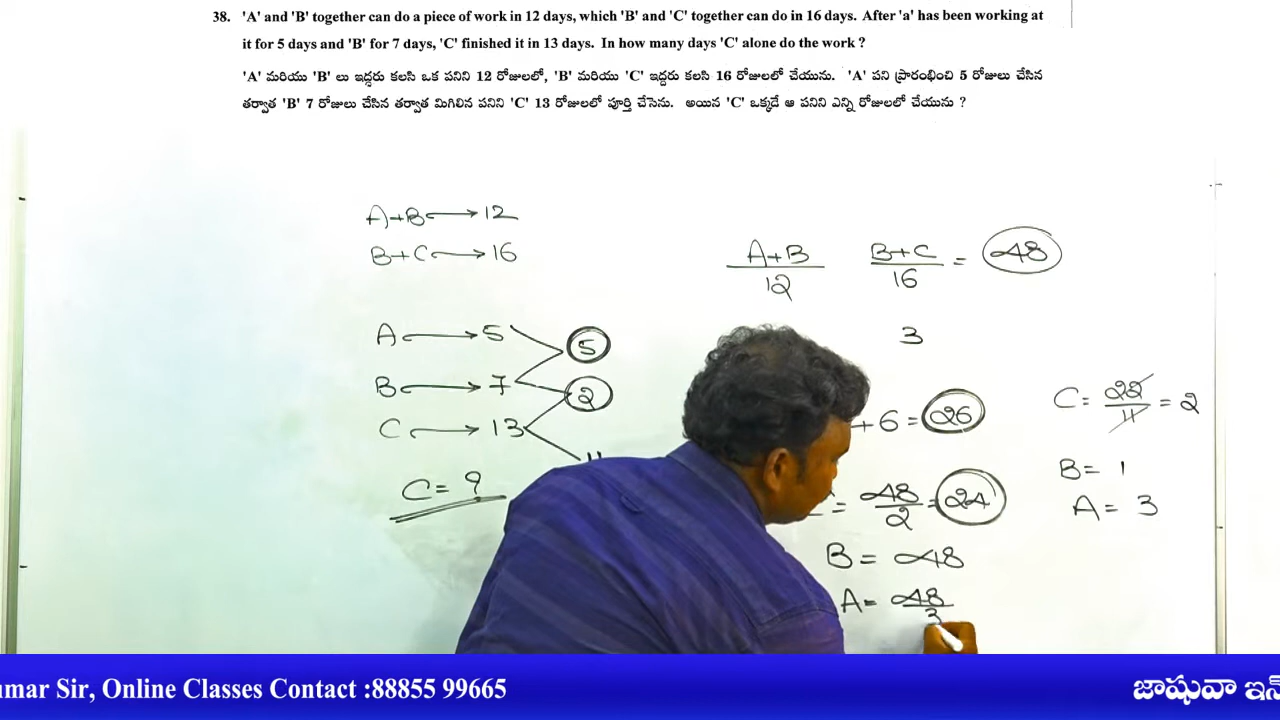 38. 'A' and 'B' together can do a piece of work in 12 days, which 'B' and 'C' together can do in 16 days. After 'a' has been working at
it for 5 days and 'B' for 7 days, 'C' finished it in 13 days. In how many days 'C' alone do the work ?
'A' మరియు 'B' లు ఇద్దరు కలసి ఒక పనిని 12 రోజులలో, 'B' మరియు 'C' ఇద్దరు కలసి 16 రోజులలో చేయును. 'A' పని ప్రారంభించి 5 రోజులు చేసిన
తర్వాత 'B' 7 రోజులు చేసిన తర్వాత మిగిలిన పనిని 'C' 13 రోజులలో పూర్తి చేసెను. అయిన 'C' ఒక్కడే ఆ పనిని ఎన్ని రోజులలో చేయును ?
A+B → 12
B+C → 16
A → 5
B → 7
C → 13
C = ?
5
2
11
A+B/12 B+C/16 = 48
3
+ 6 = 26
= 48/2 = 24
B = 48
A = 48/3
C = 22/11 = 2
B = 1
A = 3
umar Sir, Online Classes Contact :88855 99665
జాషువా